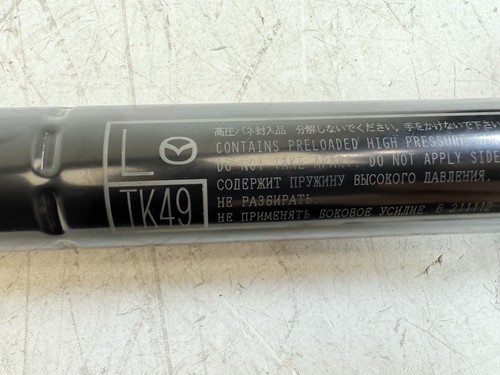 L
TK49
高圧バネ封入品 分解しないでください。手をかけないで下さい
CONTAINS PRELOADED HIGH PRESSURE
DO NOT TAKE APART. DO NOT APPLY SIDE
СОДЕРЖИТ ПРУЖИНУ ВЫСОКОГО ДАВЛЕНИЯ.
НЕ РАЗБИРАТЬ
НЕ ПРИМЕНЯТЬ БОКОВОЕ УСИЛИЕ.